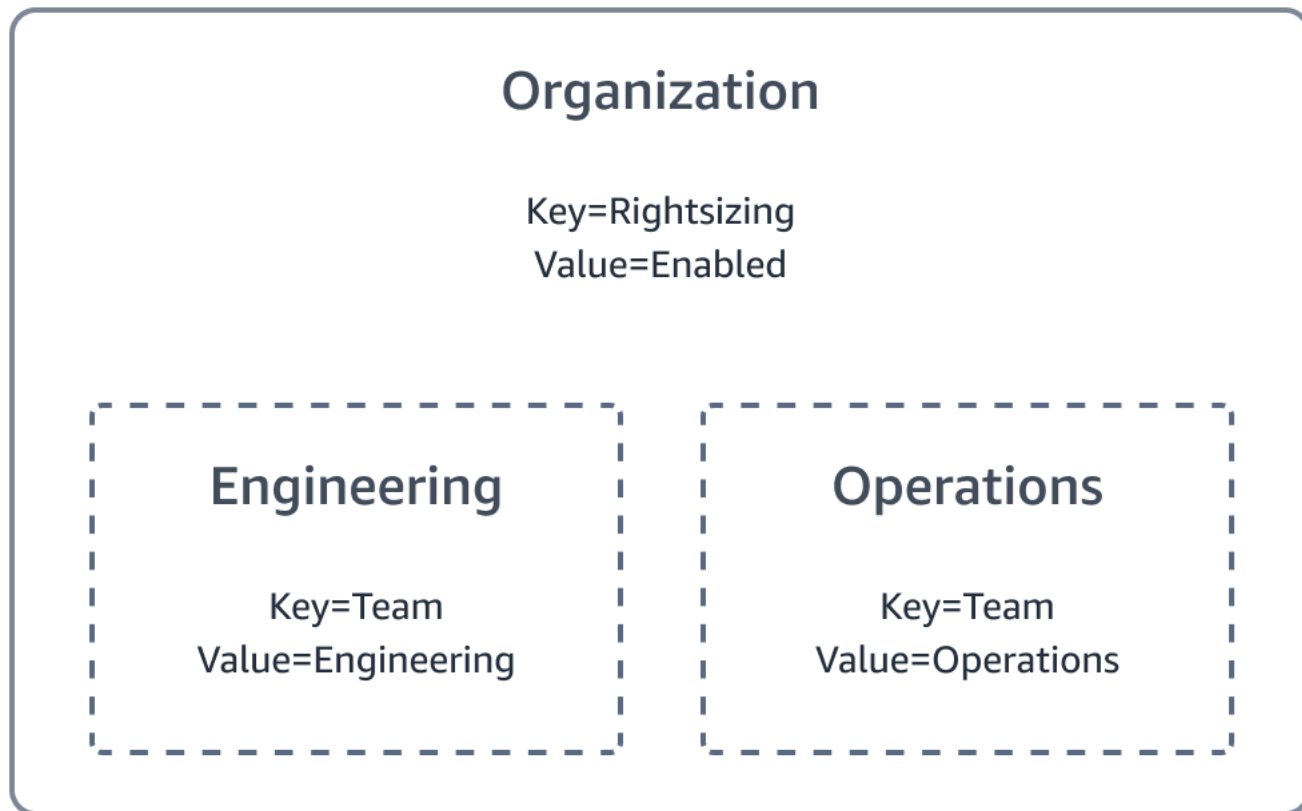 Organization
Key=Rightsizing
Value=Enabled
Engineering
Key=Team
Value=Engineering
Operations
Key=Team
Value=Operations